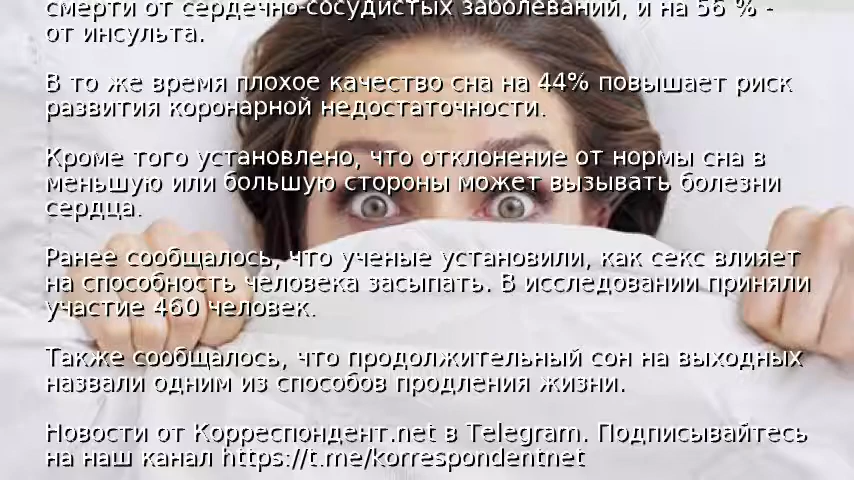 смерти от сердечно-сосудистых заболеваний, и на 56 % -
от инсульта.
В то же время плохое качество сна на 44% повышает риск
развития коронарной недостаточности.
Кроме того установлено, что отклонение от нормы сна в
меньшую или большую стороны может вызывать болезни
сердца.
Ранее сообщалось, что ученые установили, как секс влияет
на способность человека засыпать. В исследовании приняли
участие 460 человек.
Также сообщалось, что продолжительный сон на выходных
назвали одним из способов продления жизни.
Новости от Корреспондент.net в Telegram. Подписывайтесь
на наш канал https://t.me/korrespondentnet